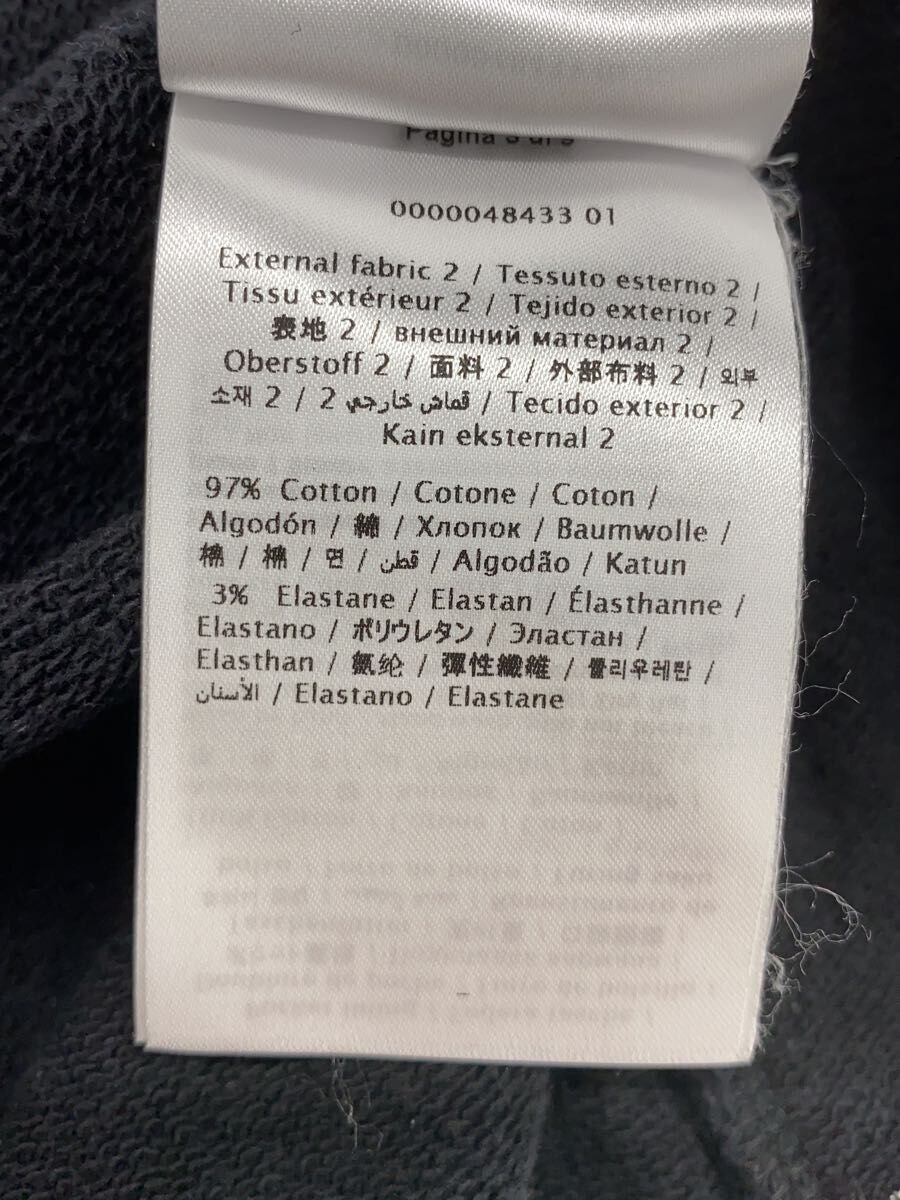 Pagina
0000048433 01
External fabric 2 / Tessuto esterno 2 /
Tissu extérieur 2 / Tejido exterior 2 /
表地 2 / внешний материал 2 /
Oberstoff 2 / 面料 2 / 外部布料 2 / 외부
소재 2 / قماش خارجي 2 / Tecido exterior 2 /
Kain eksternal 2
97% Cotton / Cotone / Coton /
Algodón / 綿 / Хлопок / Baumwolle /
棉 / 棉 / 면 / قطن / Algodão / Katun
3% Elastane / Elastan / Élasthanne /
Elastano / ポリウレタン / Эластан /
Elasthan / 氨纶 / 彈性纖維 / 폴리우레탄 /
الأسنان / Elastano / Elastane